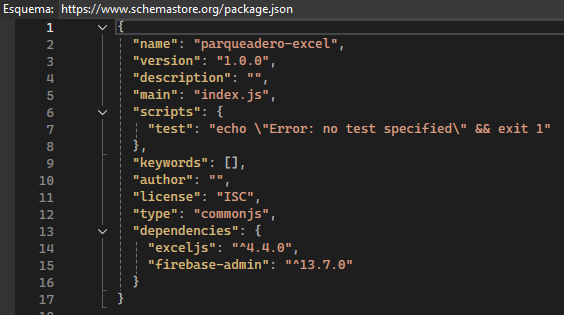 Esquema: https://www.schemastore.org/package.json
1 {
2 "name": "parqueadero-excel",
3 "version": "1.0.0",
4 "description": "",
5 "main": "index.js",
6 "scripts": {
7 "test": "echo \"Error: no test specified\" && exit 1"
8 },
9 "keywords": [],
10 "author": "",
11 "license": "ISC",
12 "type": "commonjs",
13 "dependencies": {
14 "exceljs": "^4.4.0",
15 "firebase-admin": "^13.7.0"
16 }
17 }
18